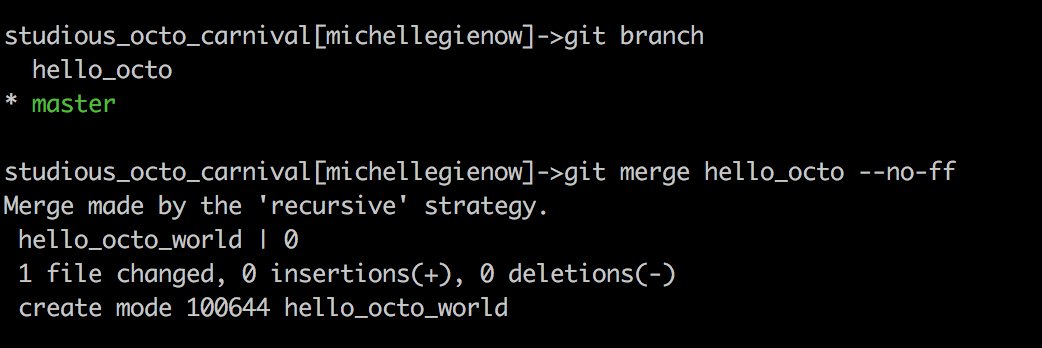 studious_octo_carnival[michellegienow]->git branch
  hello_octo
* master
studious_octo_carnival[michellegienow]->git merge hello_octo --no-ff
Merge made by the 'recursive' strategy.
 hello_octo_world | 0
 1 file changed, 0 insertions(+), 0 deletions(-)
 create mode 100644 hello_octo_world